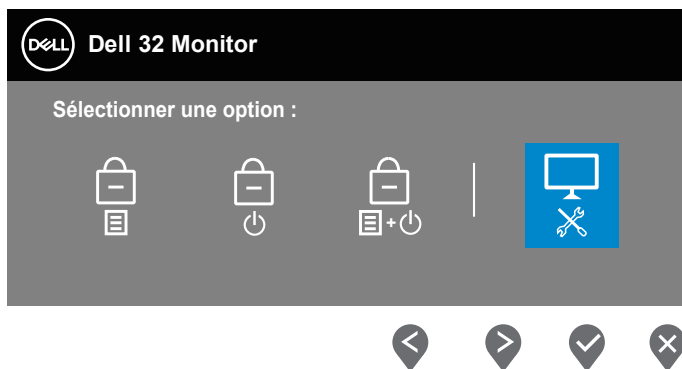 DELL Dell 32 Monitor
Sélectionner une option :
+